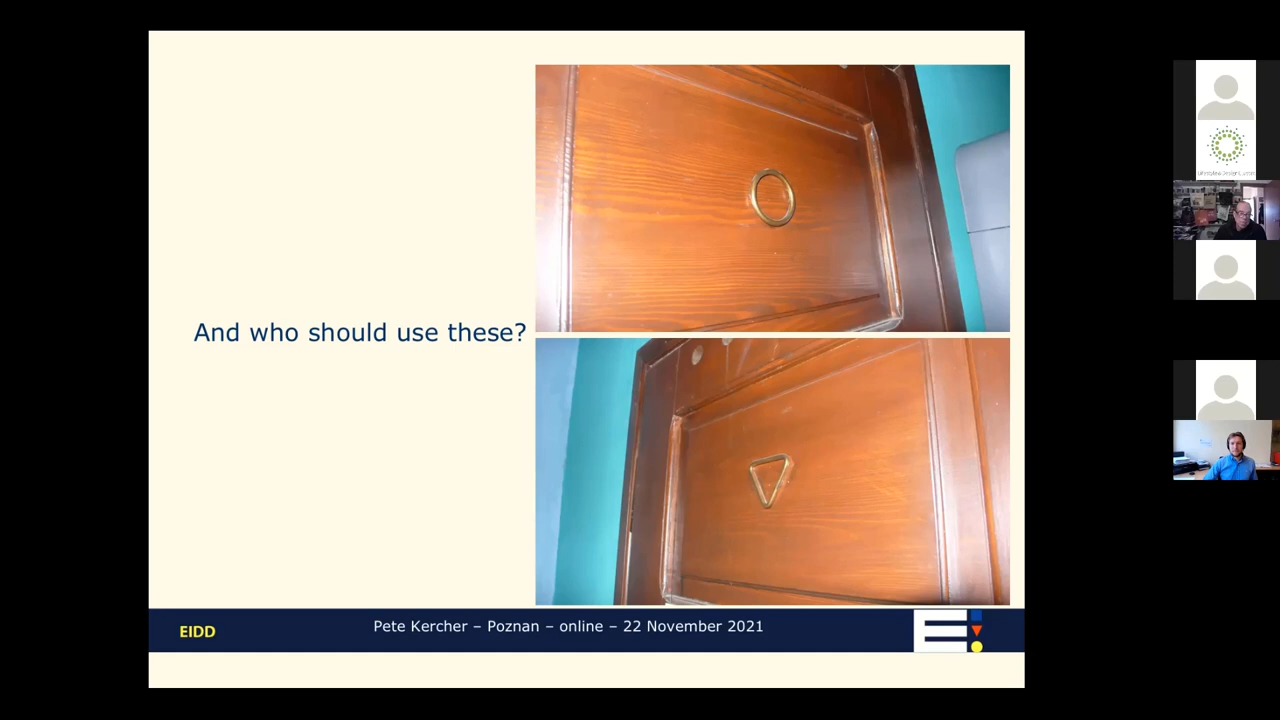 And who should use these?
EIDD
Pete Kercher – Poznan – online – 22 November 2021